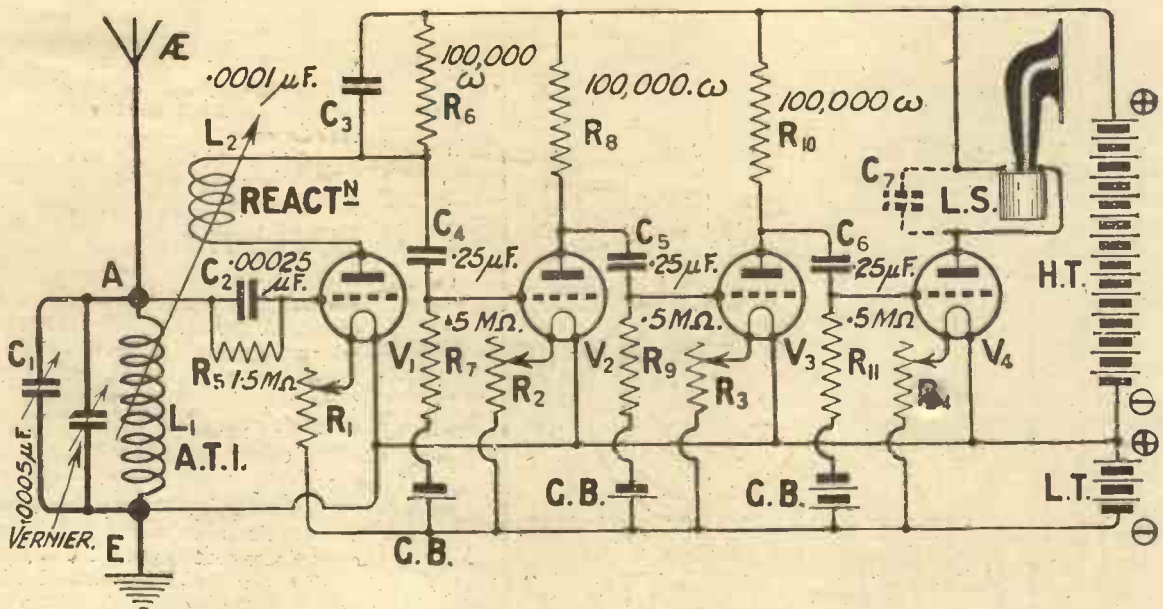 Æ
.0001 μF.
L2
REACTN
C3
100,000
ω
R6
100,000.ω
R8
100,000 ω
R10
C7
L.S.
⊕
H.T.
⊖
⊕
L.T.
⊖
A
C2 .00025
μF.
R5 1.5MΩ
C4
.25μF.
C5
.25μF.
C6
.25μF.
V1
.5 MΩ.
R7
V2
.5 MΩ.
R9
V3
.5 MΩ
R11
V4
C1
.0005μF.
VERNIER.
L1
A.T.I.
R1
R2
R3
E
G.B.
G.B.
G.B.